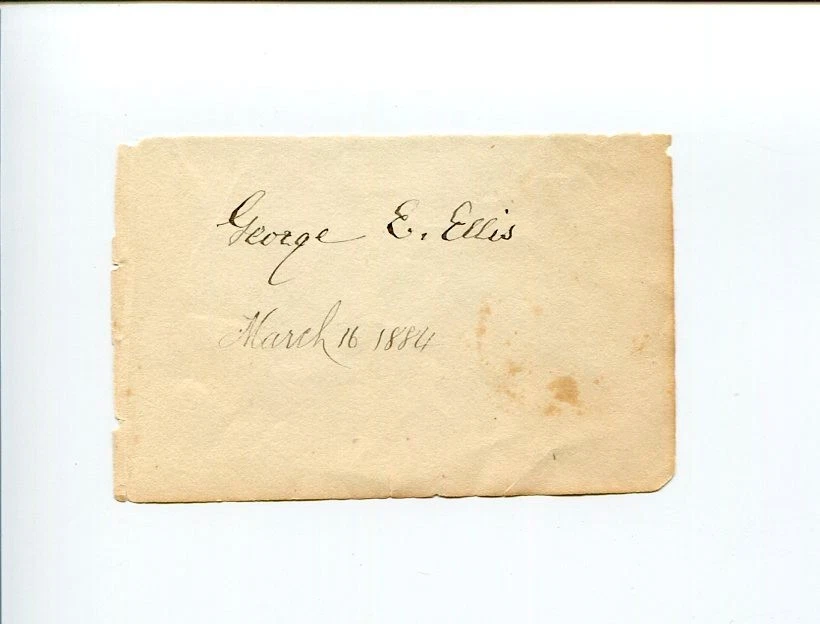 George E. Ellis
March 16 1884